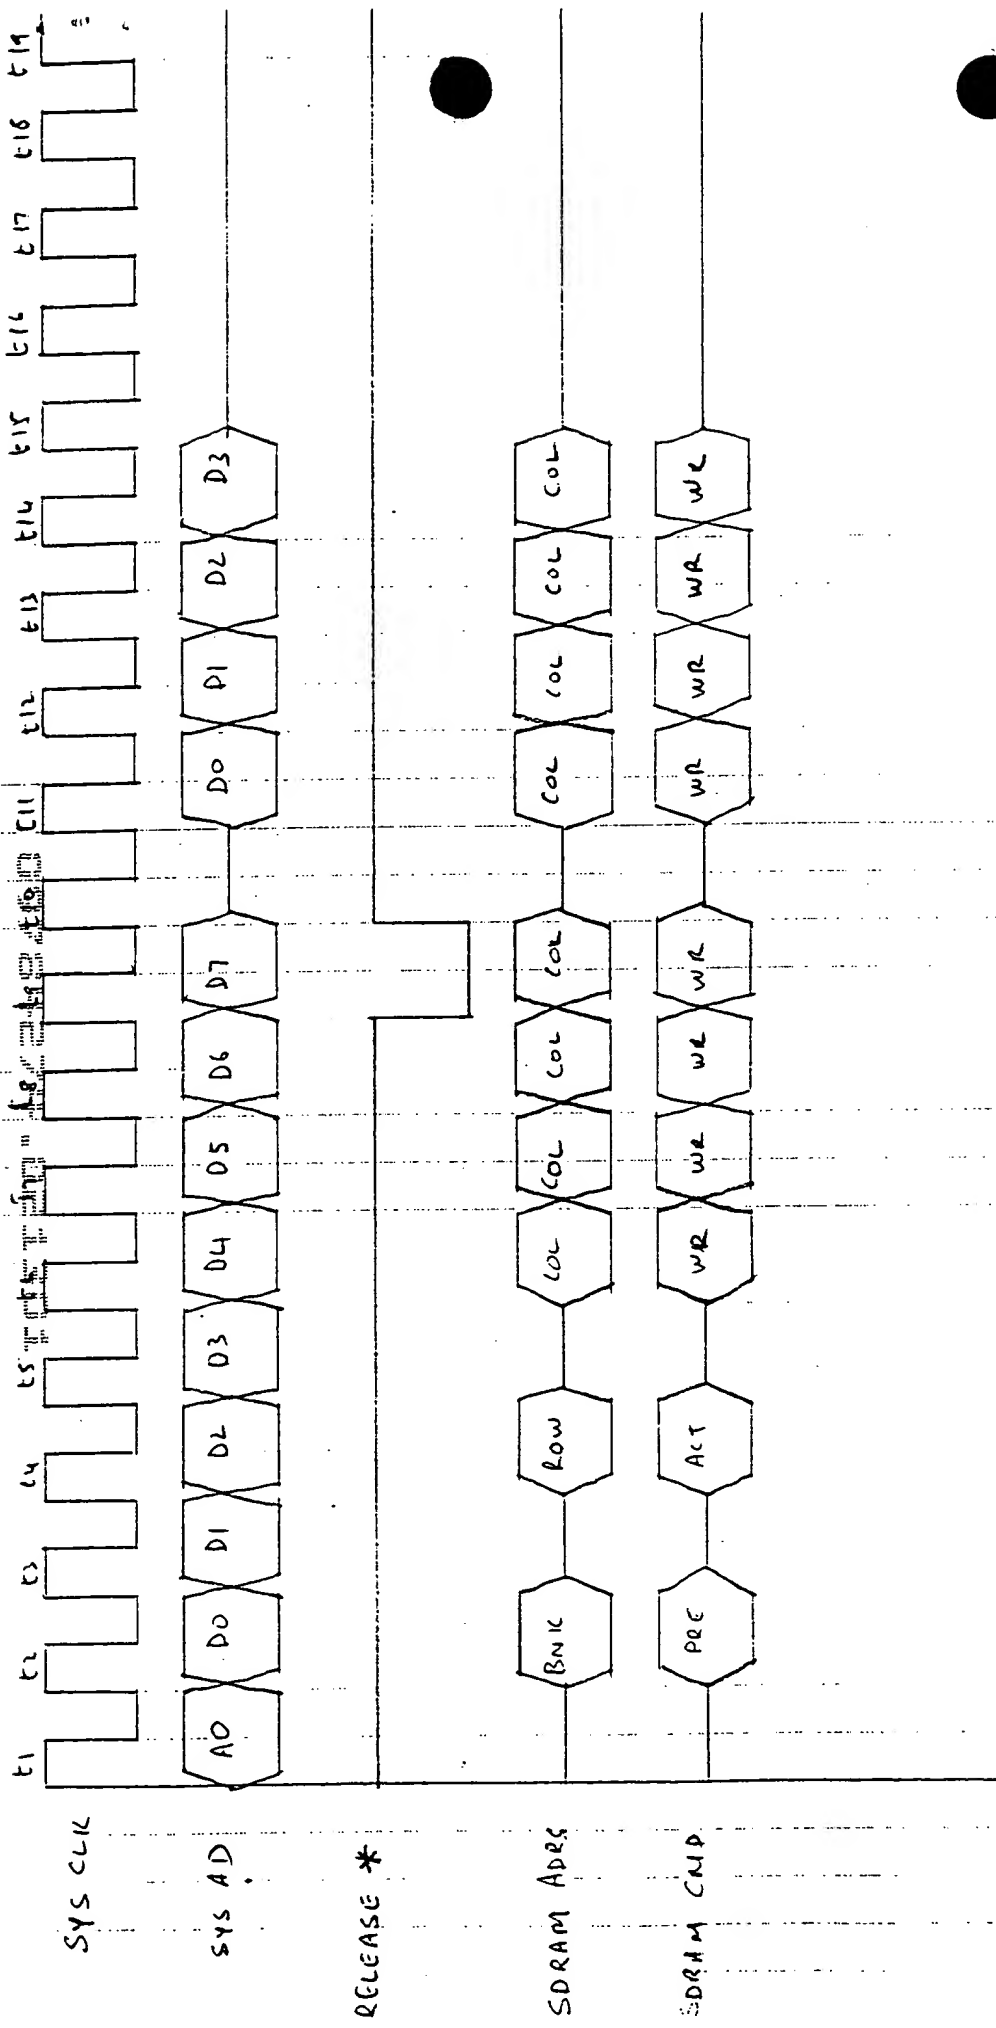 SYS CLK t1 t2 t3 t4 t5 t8 t11 t12 t13 t14 t15 t16 t17 t18 t19
SYS AD A0 D0 D1 D2 D3 D4 D5 D6 D7 D0 D1 D2 D3
RELEASE *
SDRAM ADRS BNK ROW COL COL COL COL COL COL COL COL
SDRAM CMD PRE ACT WR WR WR WR WR WR WR WR